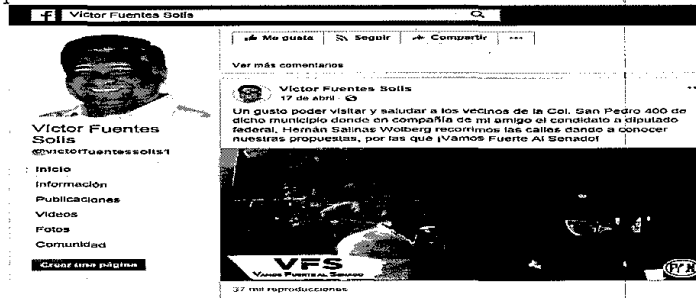 f Víctor Fuentes Solís
Me gusta Seguir Compartir ...
Ver más comentarios
Víctor Fuentes Solís
17 de abril
Un gusto poder visitar y saludar a los vecinos de la Col. San Pedro 400 de
dicho municipio donde en compañía de mi amigo el candidato a diputado
federal, Hernán Salinas Wolberg recorrimos las calles dando a conocer
nuestras propuestas, por las que ¡Vamos Fuerte Al Senado!
Víctor Fuentes
Solís
@victorfuentessolis1
Inicio
Información
Publicaciones
Videos
Fotos
Comunidad
Crear una página
VFS
VAMOS FUERTE AL SENADO
37 mil reproducciones